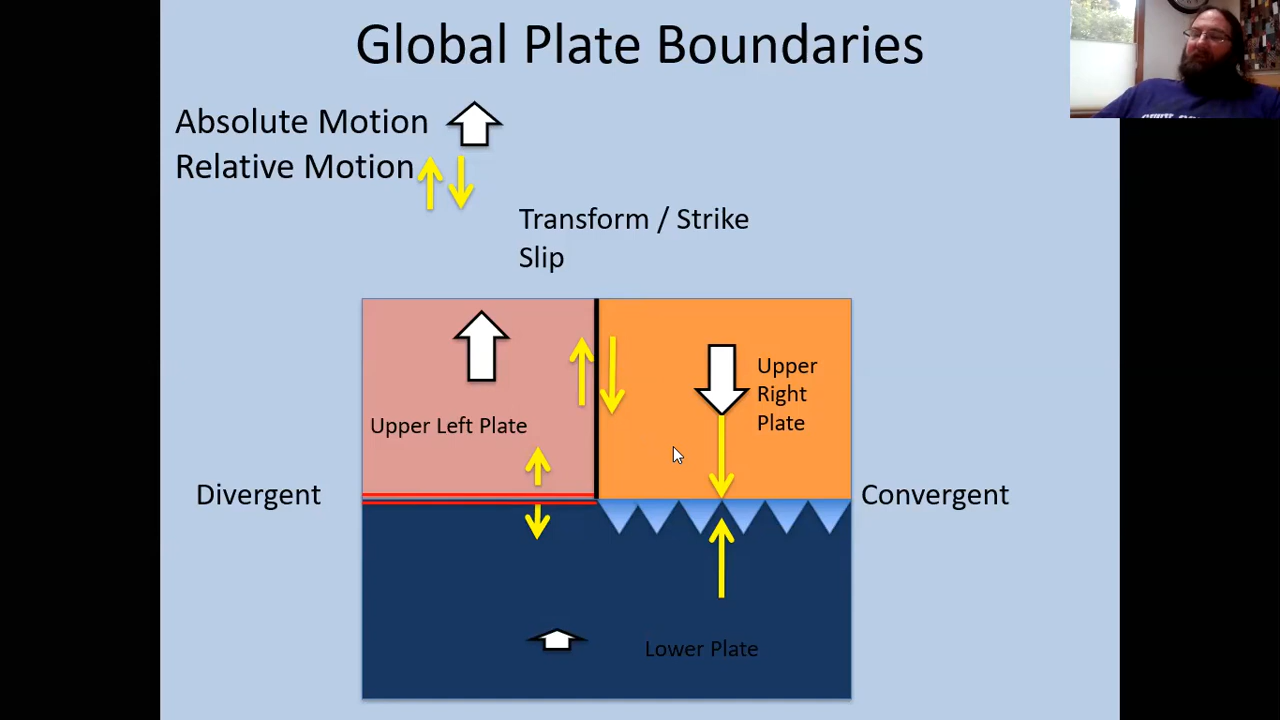 Global Plate Boundaries
Absolute Motion
Relative Motion
Transform / Strike
Slip
Upper
Right
Plate
Upper Left Plate
Divergent
Convergent
Lower Plate